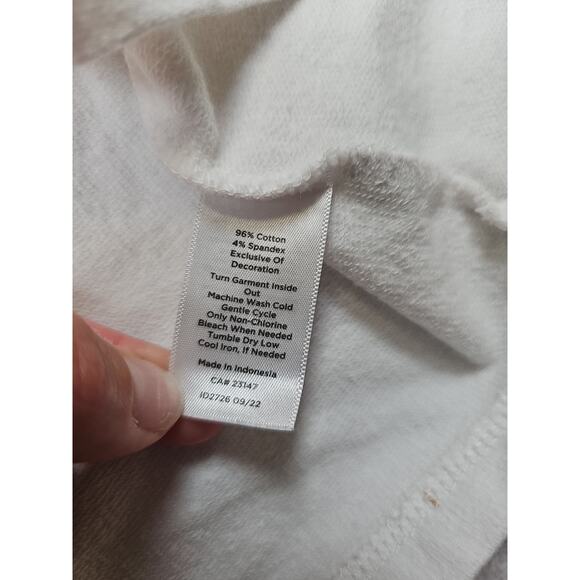 96% Cotton
4% Spandex
Exclusive Of
Decoration
Turn Garment Inside
Out
Machine Wash Cold
Gentle Cycle
Only Non-Chlorine
Bleach When Needed
Tumble Dry Low
Cool Iron, If Needed
Made in Indonesia
CA# 23147
ID2726 09/22